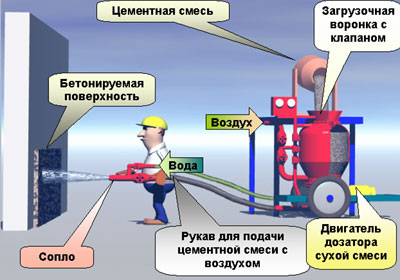 Цементная смесь
Загрузочная
воронка с
клапаном
Бетонируемая
поверхность
Воздух
Вода
Сопло
Рукав для подачи
цементной смеси с
воздухом
Двигатель
дозатора
сухой смеси